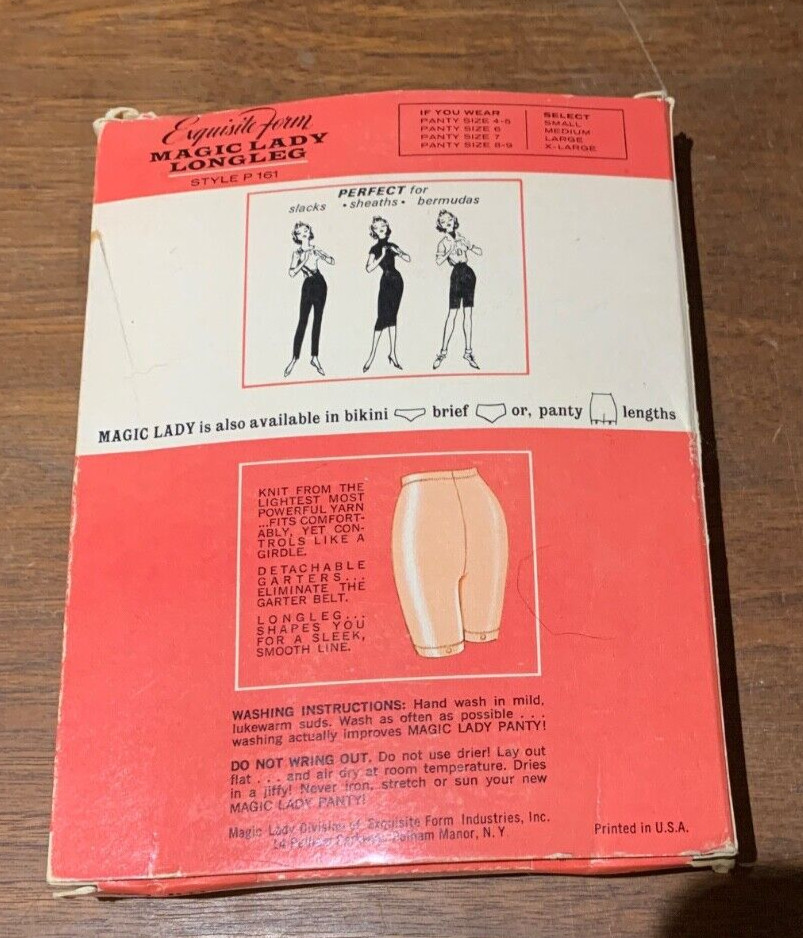 Exquisite Form
MAGIC LADY
LONGLEG
STYLE P 161
IF YOU WEAR
PANTY SIZE 4-5
PANTY SIZE 6
PANTY SIZE 7
PANTY SIZE 8-9
SELECT
SMALL
MEDIUM
LARGE
X-LARGE
PERFECT for
slacks • sheaths • bermudas
MAGIC LADY is also available in bikini brief or, panty lengths
KNIT FROM THE
LIGHTEST MOST
POWERFUL YARN
...FITS COMFORT-
ABLY, YET CON-
TROLS LIKE A
GIRDLE.
DETACHABLE
GARTERS...
ELIMINATE THE
GARTER BELT.
LONGLEG...
SHAPES YOU
FOR A SLEEK,
SMOOTH LINE.
WASHING INSTRUCTIONS: Hand wash in mild,
lukewarm suds. Wash as often as possible . . .
washing actually improves MAGIC LADY PANTY!
DO NOT WRING OUT. Do not use drier! Lay out
flat . . . and air dry at room temperature. Dries
in a jiffy! Never iron, stretch or sun your new
MAGIC LADY PANTY!
Magic Lady Division of Exquisite Form Industries, Inc.
14 Pelham Parkway, Pelham Manor, N.Y
Printed in U.S.A.